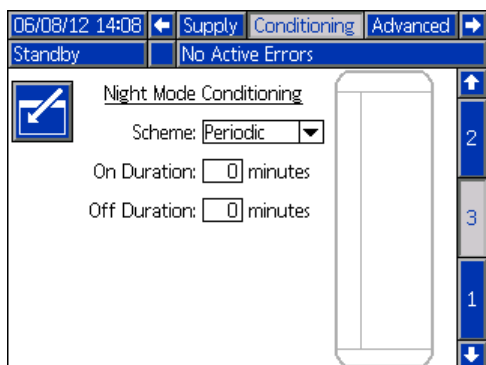 06/08/12 14:08 Supply Conditioning Advanced
Standby No Active Errors
Night Mode Conditioning
Scheme: Periodic
On Duration: 0 minutes
Off Duration: 0 minutes
2
3
1